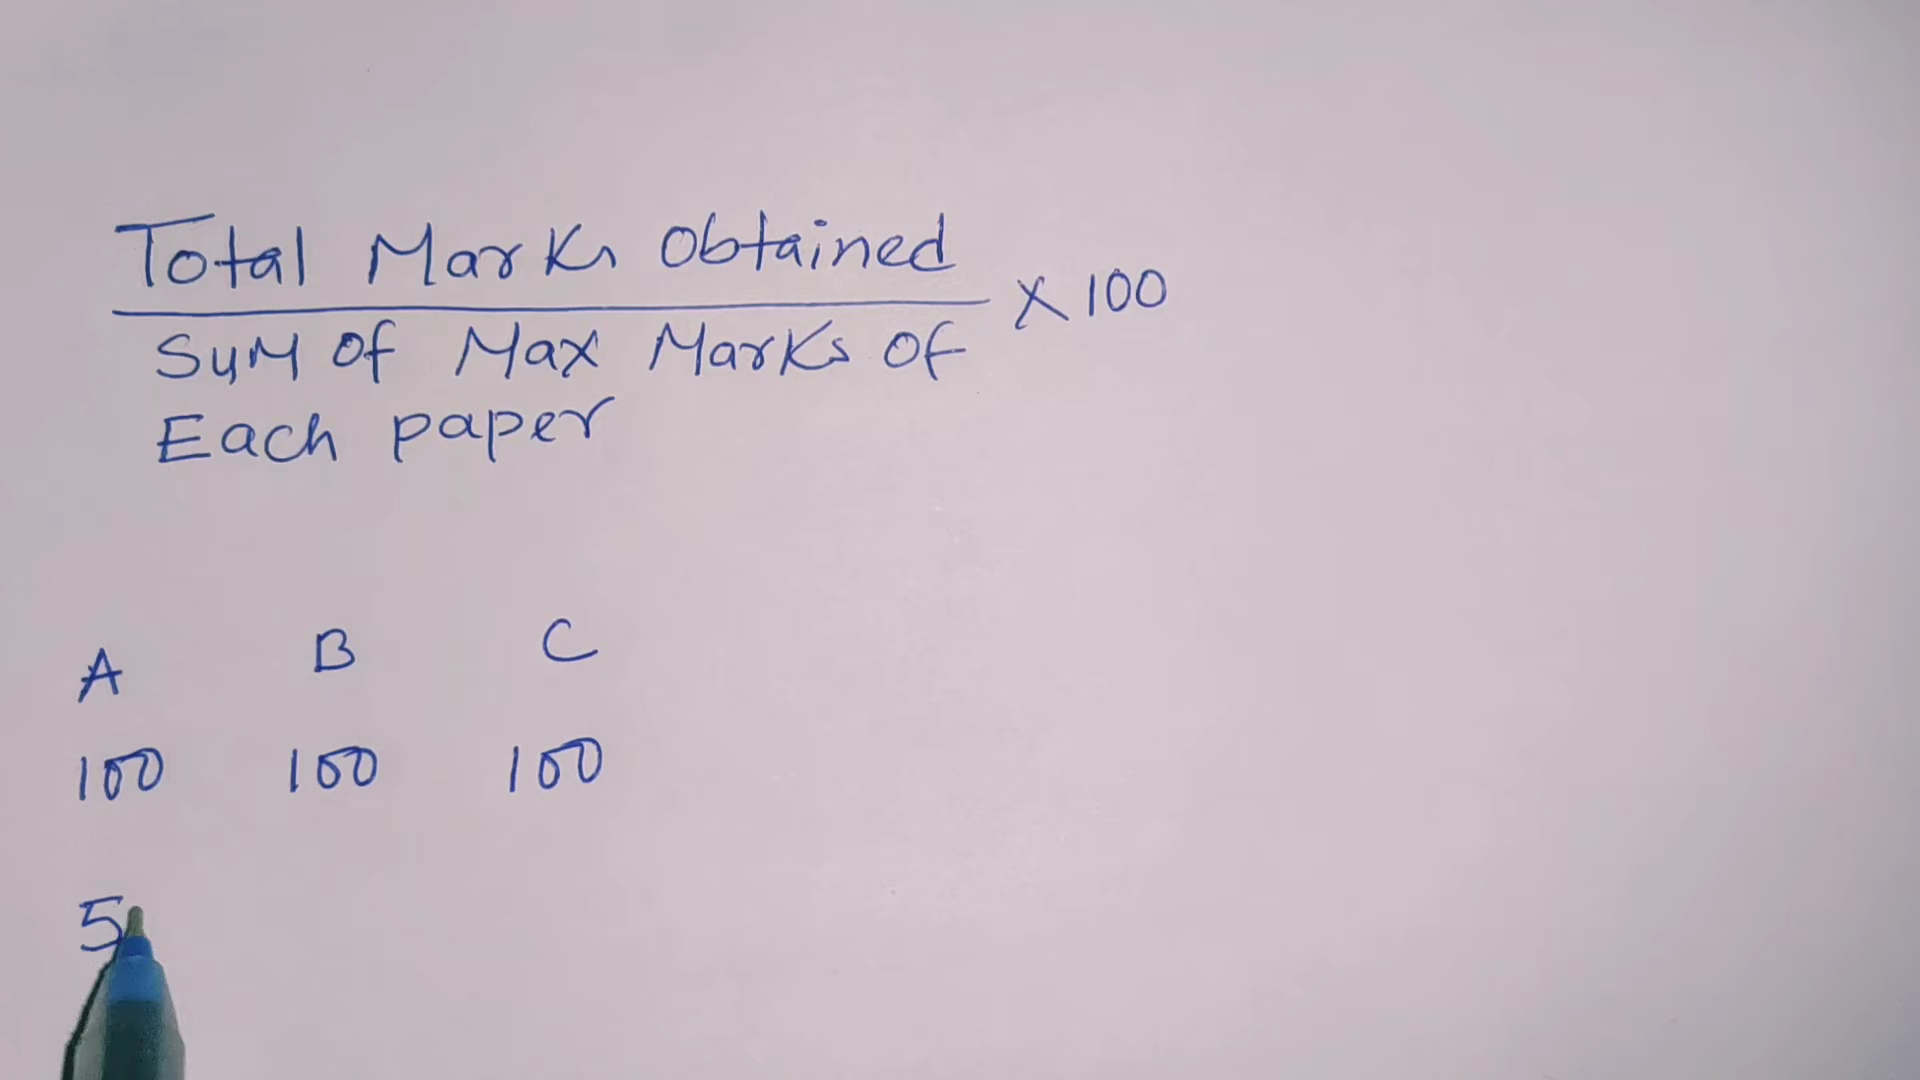 Total Marks Obtained
× 100
Sum of Max Marks of
Each paper
A B C
100 100 100
5